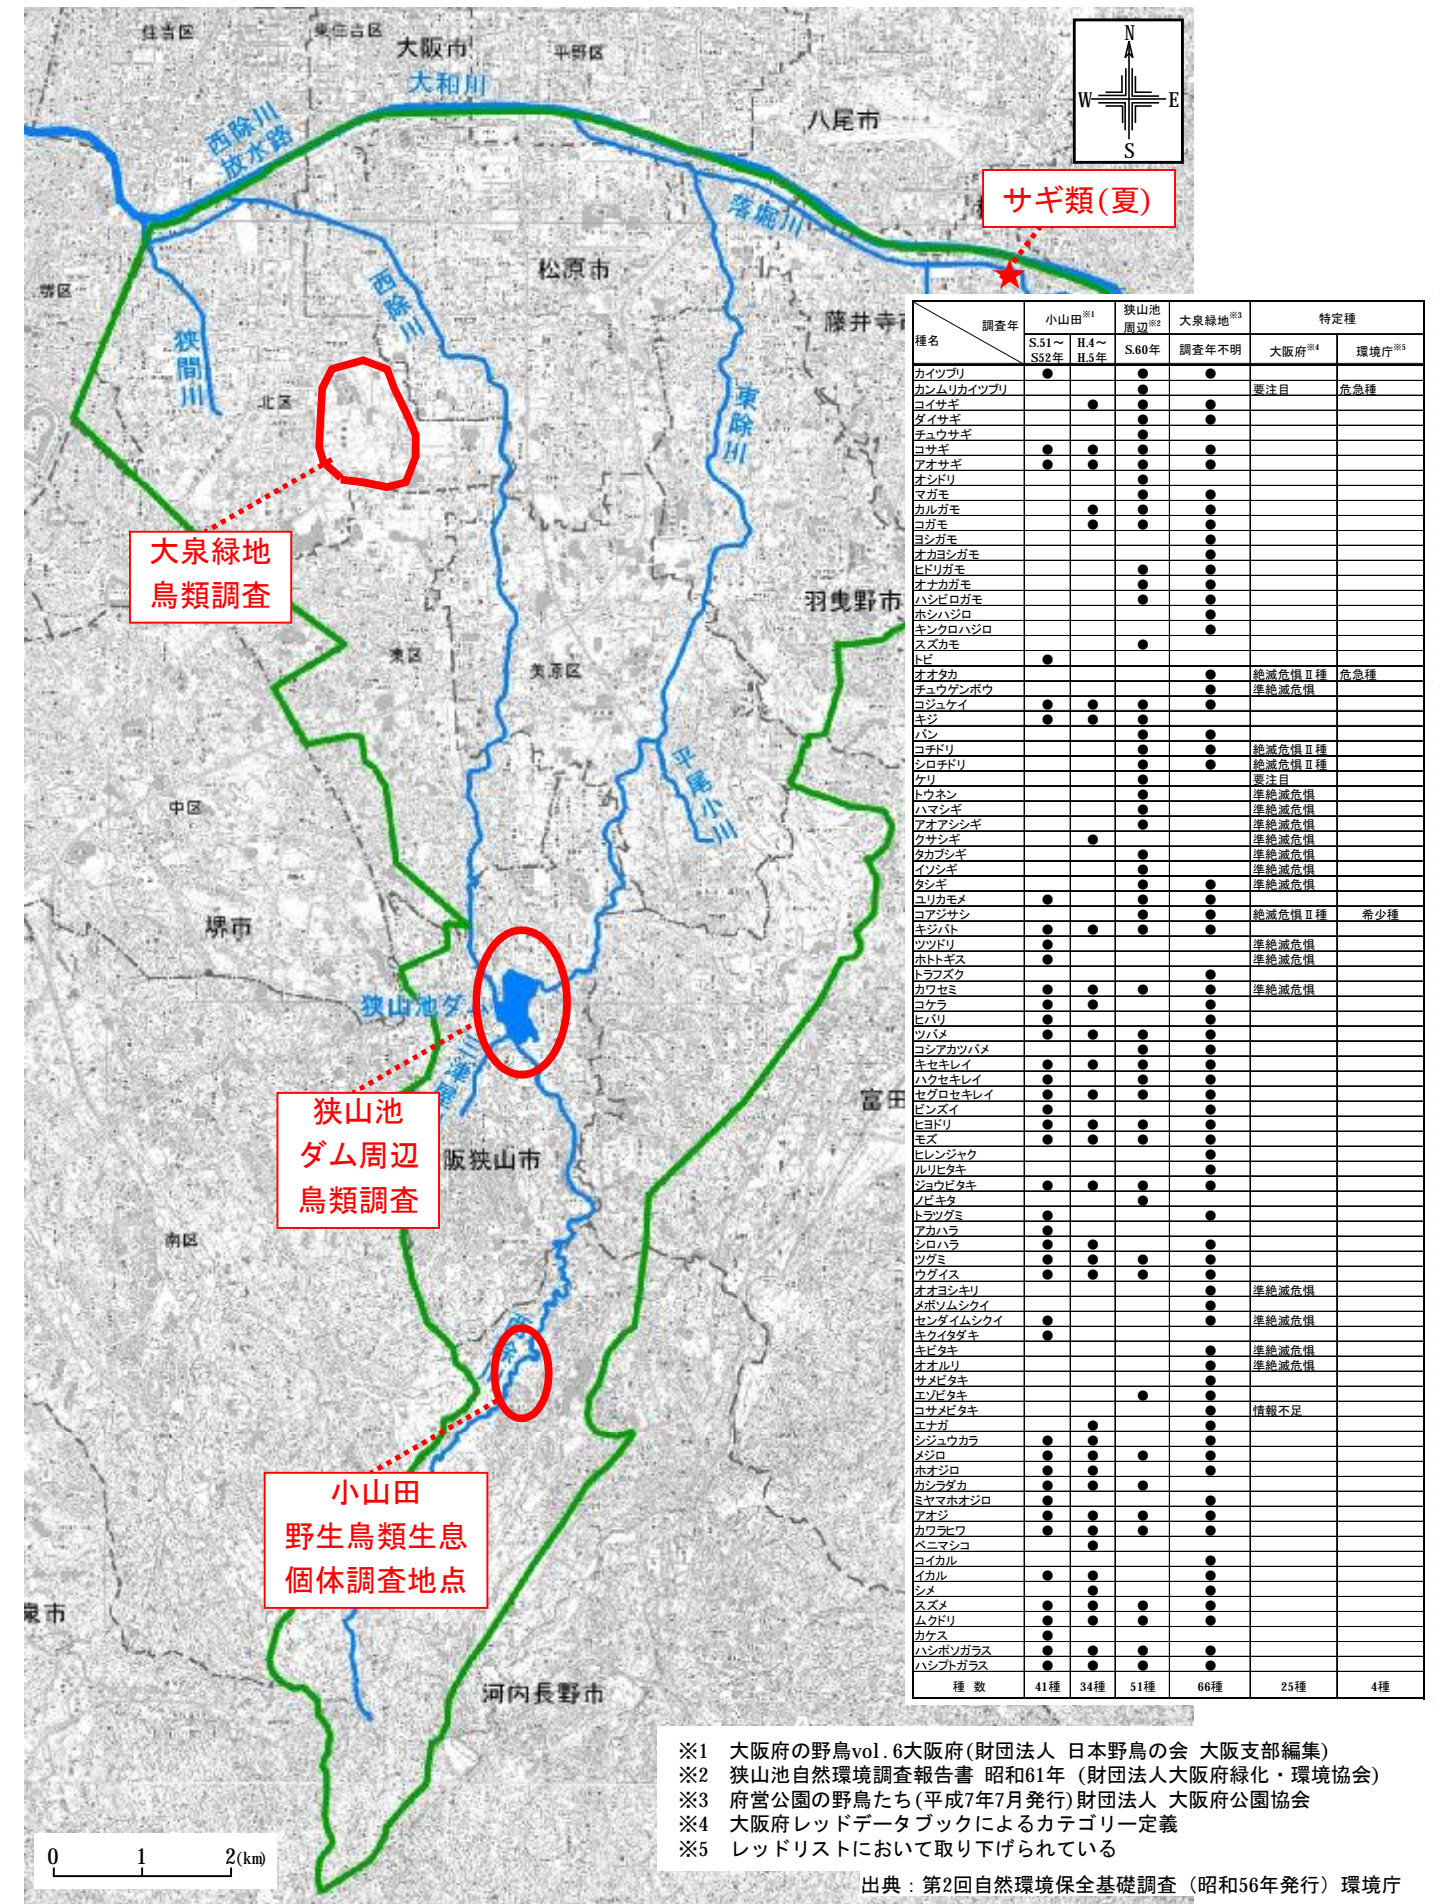 住吉区
東住吉区
大阪市
平野区
大和川
八尾市
西除川
放水路
N
W
E
S
サギ類(夏)
落堀川
堺区
松原市
西除川
藤井寺市
狭間川
北区
東除川
大泉緑地
鳥類調査
羽曳野市
東区
美原区
平尾小川
中区
堺市
狭山池ダム
三津屋
富田
狭山池
ダム周辺
鳥類調査
阪狭山市
南区
西除
小山田
野生鳥類生息
個体調査地点
泉市
河内長野市
0 1 2(km)
種名 調査年 小山田※1 狭山池周辺※2 大泉緑地※3 特定種
S.51～S52年 H.4～H.5年 S.60年 調査年不明 大阪府※4 環境庁※5
カイツブリ ● ● ●
カンムリカイツブリ ● 要注目 危急種
コイサギ ● ● ●
ダイサギ ● ●
チュウサギ ●
コサギ ● ● ● ●
アオサギ ● ● ● ●
オシドリ ●
マガモ ● ●
カルガモ ● ● ●
コガモ ● ● ●
ヨシガモ ●
オカヨシガモ ●
ヒドリガモ ● ●
オナカガモ ● ●
ハシビロガモ ● ●
ホシハジロ ●
キンクロハジロ ●
スズカモ ●
トビ ●
オオタカ ● 絶滅危惧Ⅱ種 危急種
チュウゲンボウ ● 準絶滅危惧
コジュケイ ● ● ● ●
キジ ● ● ●
バン ● ●
コチドリ ● ● 絶滅危惧Ⅱ種
シロチドリ ● ● 絶滅危惧Ⅱ種
ケリ ● 要注目
トウネン ● 準絶滅危惧
ハマシギ ● 準絶滅危惧
アオアシシギ ● 準絶滅危惧
クサシギ ● 準絶滅危惧
タカブシギ ● 準絶滅危惧
イソシギ ● 準絶滅危惧
タシギ ● ● 準絶滅危惧
ユリカモメ ● ● ●
コアジサシ ● ● 絶滅危惧Ⅱ種 希少種
キジバト ● ● ● ●
ツツドリ ● 準絶滅危惧
ホトトギス ● 準絶滅危惧
トラフズク ●
カワセミ ● ● ● ● 準絶滅危惧
コゲラ ● ● ●
ヒバリ ● ●
ツバメ ● ● ● ●
コシアカツバメ ● ●
キセキレイ ● ● ● ●
ハクセキレイ ● ● ●
セグロセキレイ ● ● ● ●
ビンズイ ● ●
ヒヨドリ ● ● ● ●
モズ ● ● ● ●
ヒレンジャク ●
ルリヒタキ ●
ジョウビタキ ● ● ● ●
ノビキタ ●
トラツグミ ● ●
アカハラ ●
シロハラ ● ● ●
ツグミ ● ● ● ●
ウグイス ● ● ● ●
オオヨシキリ ● 準絶滅危惧
メボソムシクイ ●
センダイムシクイ ● ● 準絶滅危惧
キクイタダキ ●
キビタキ ● 準絶滅危惧
オオルリ ● 準絶滅危惧
サメビタキ ●
エゾビタキ ● ●
コサメビタキ ● 情報不足
エナガ ● ●
シジュウカラ ● ● ●
メジロ ● ● ● ●
ホオジロ ● ● ●
カシラダカ ● ● ●
ミヤマホオジロ ● ●
アオジ ● ● ● ●
カワラヒワ ● ● ● ●
ベニマシコ ●
コイカル ●
イカル ● ● ●
シメ ● ●
スズメ ● ● ● ●
ムクドリ ● ● ● ●
カケス ●
ハシボソガラス ● ● ● ●
ハシブトガラス ● ● ● ●
種 数 41種 34種 51種 66種 25種 4種
※1 大阪府の野鳥vol.6大阪府(財団法人 日本野鳥の会 大阪支部編集)
※2 狭山池自然環境調査報告書 昭和61年 (財団法人大阪府緑化・環境協会)
※3 府営公園の野鳥たち(平成7年7月発行)財団法人 大阪府公園協会
※4 大阪府レッドデータブックによるカテゴリー定義
※5 レッドリストにおいて取り下げられている
出典：第2回自然環境保全基礎調査（昭和56年発行）環境庁